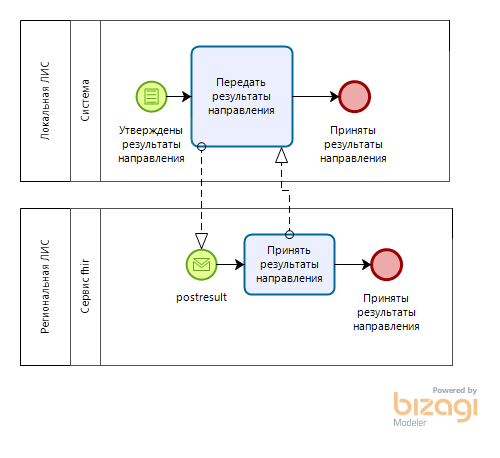 Локальная ЛИС
Система
Утверждены
результаты
направления
Передать
результаты
направления
Приняты
результаты
направления
Региональная ЛИС
Сервис fhir
postresult
Принять
результаты
направления
Приняты
результаты
направления
Powered by
bizagi
Modeler